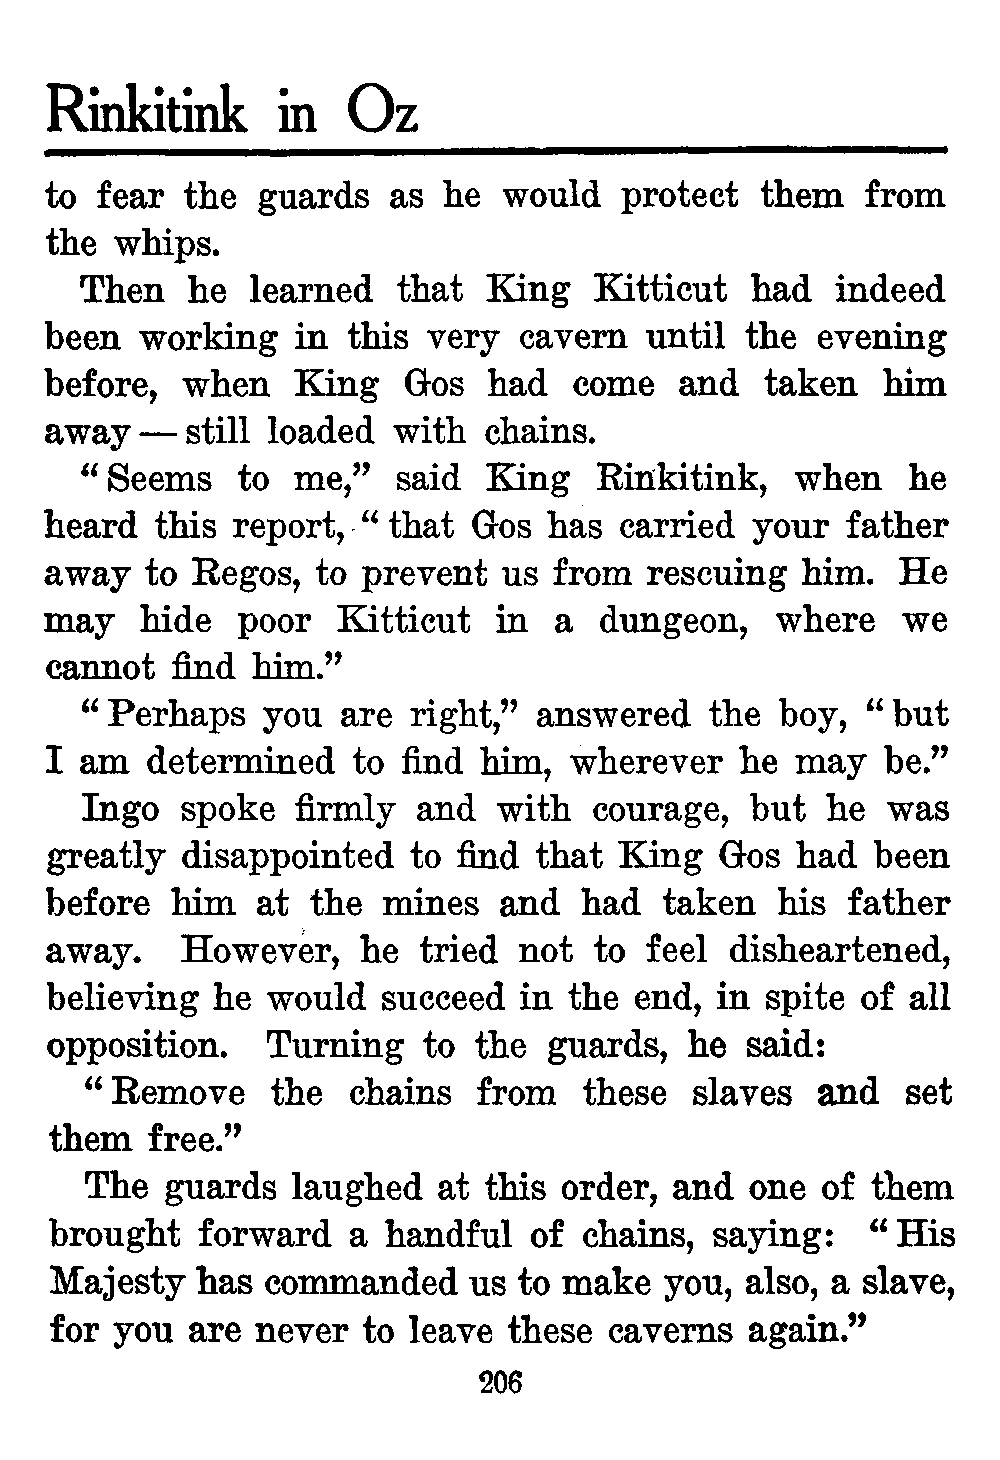 Rinkitink in Oz
to fear the guards as he would protect them from
the whips.
Then he learned that King Kitticut had indeed
been working in this very cavern until the evening
before, when King Gos had come and taken him
away — still loaded with chains.
“Seems to me,” said King Rinkitink, when he
heard this report, “that Gos has carried your father
away to Regos, to prevent us from rescuing him. He
may hide poor Kitticut in a dungeon, where we
cannot find him.”
“Perhaps you are right,” answered the boy, “but
I am determined to find him, wherever he may be.”
Ingo spoke firmly and with courage, but he was
greatly disappointed to find that King Gos had been
before him at the mines and had taken his father
away. However, he tried not to feel disheartened,
believing he would succeed in the end, in spite of all
opposition. Turning to the guards, he said:
“Remove the chains from these slaves and set
them free.”
The guards laughed at this order, and one of them
brought forward a handful of chains, saying: “His
Majesty has commanded us to make you, also, a slave,
for you are never to leave these caverns again.”
206